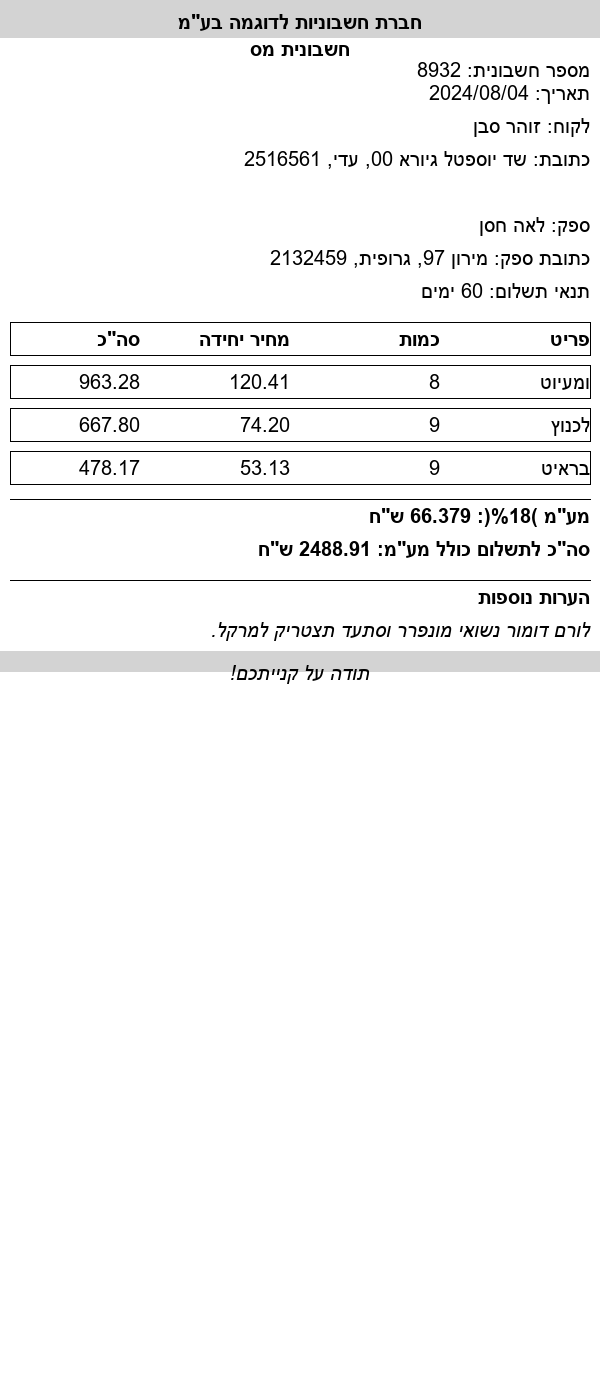 חברת חשבוניות לדוגמה בע"מ
חשבונית מס
מספר חשבונית: 8932
תאריך: 2024/08/04
לקוח: זוהר סבן
כתובת: שד יוספטל גיורא 00, עדי, 2516561
ספק: לאה חסן
כתובת ספק: מירון 97, גרופית, 2132459
תנאי תשלום: 60 ימים
פריט כמות מחיר יחידה סה"כ
ומעיוט 8 120.41 963.28
לכנוץ 9 74.20 667.80
בראיט 9 53.13 478.17
מע"מ )18%(: 66.379 ש"ח
סה"כ לתשלום כולל מע"מ: 2488.91 ש"ח
הערות נוספות
לורם דומור נשואי מונפרר וסתעד תצטריק למרקל.
תודה על קנייתכם!